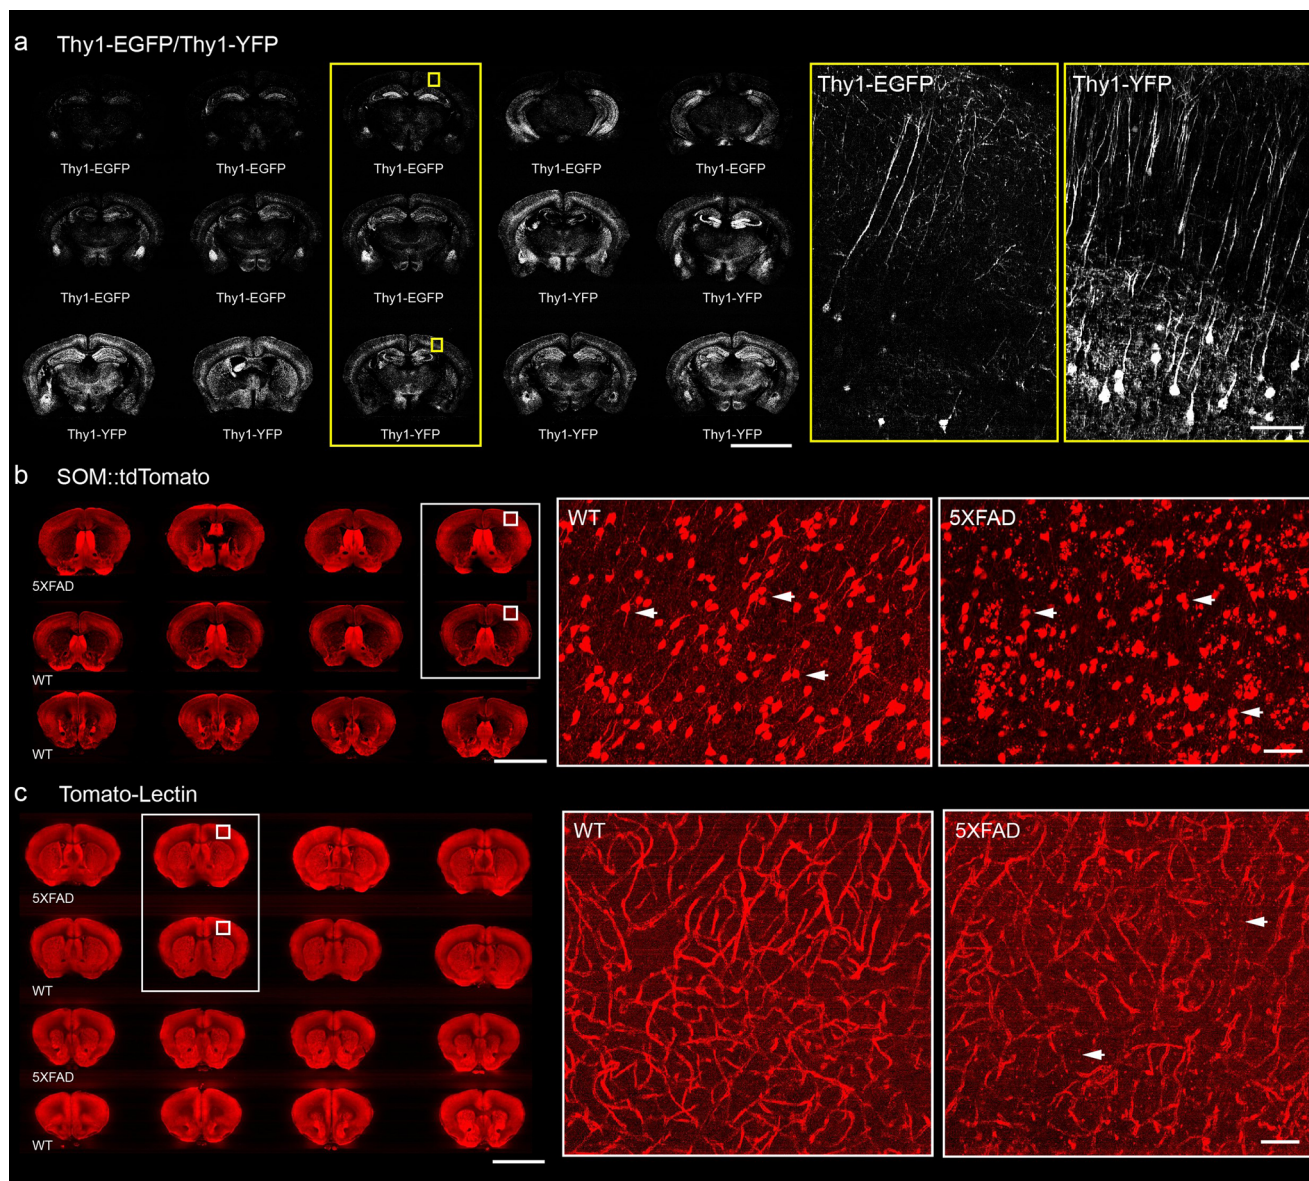 a Thy1-EGFP/Thy1-YFP
Thy1-EGFP Thy1-YFP
Thy1-EGFP Thy1-EGFP Thy1-EGFP Thy1-EGFP Thy1-EGFP
Thy1-EGFP Thy1-EGFP Thy1-EGFP Thy1-YFP Thy1-YFP
Thy1-YFP Thy1-YFP Thy1-YFP Thy1-YFP Thy1-YFP
b SOM::tdTomato
WT 5XFAD
5XFAD
WT
WT
c Tomato-Lectin
WT 5XFAD
5XFAD
WT
5XFAD
WT